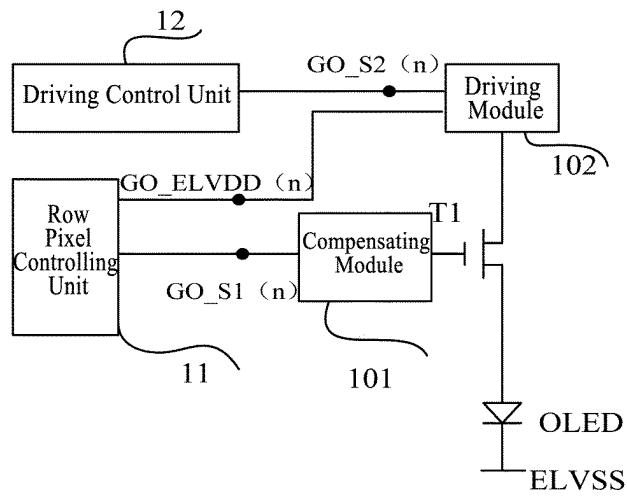 12
Driving Control Unit
GO_S2（n）
Driving
Module
102
GO_ELVDD（n）
Row
Pixel
Controlling
Unit
T1
Compensating
Module
GO_S1（n）
11
101
OLED
ELVSS